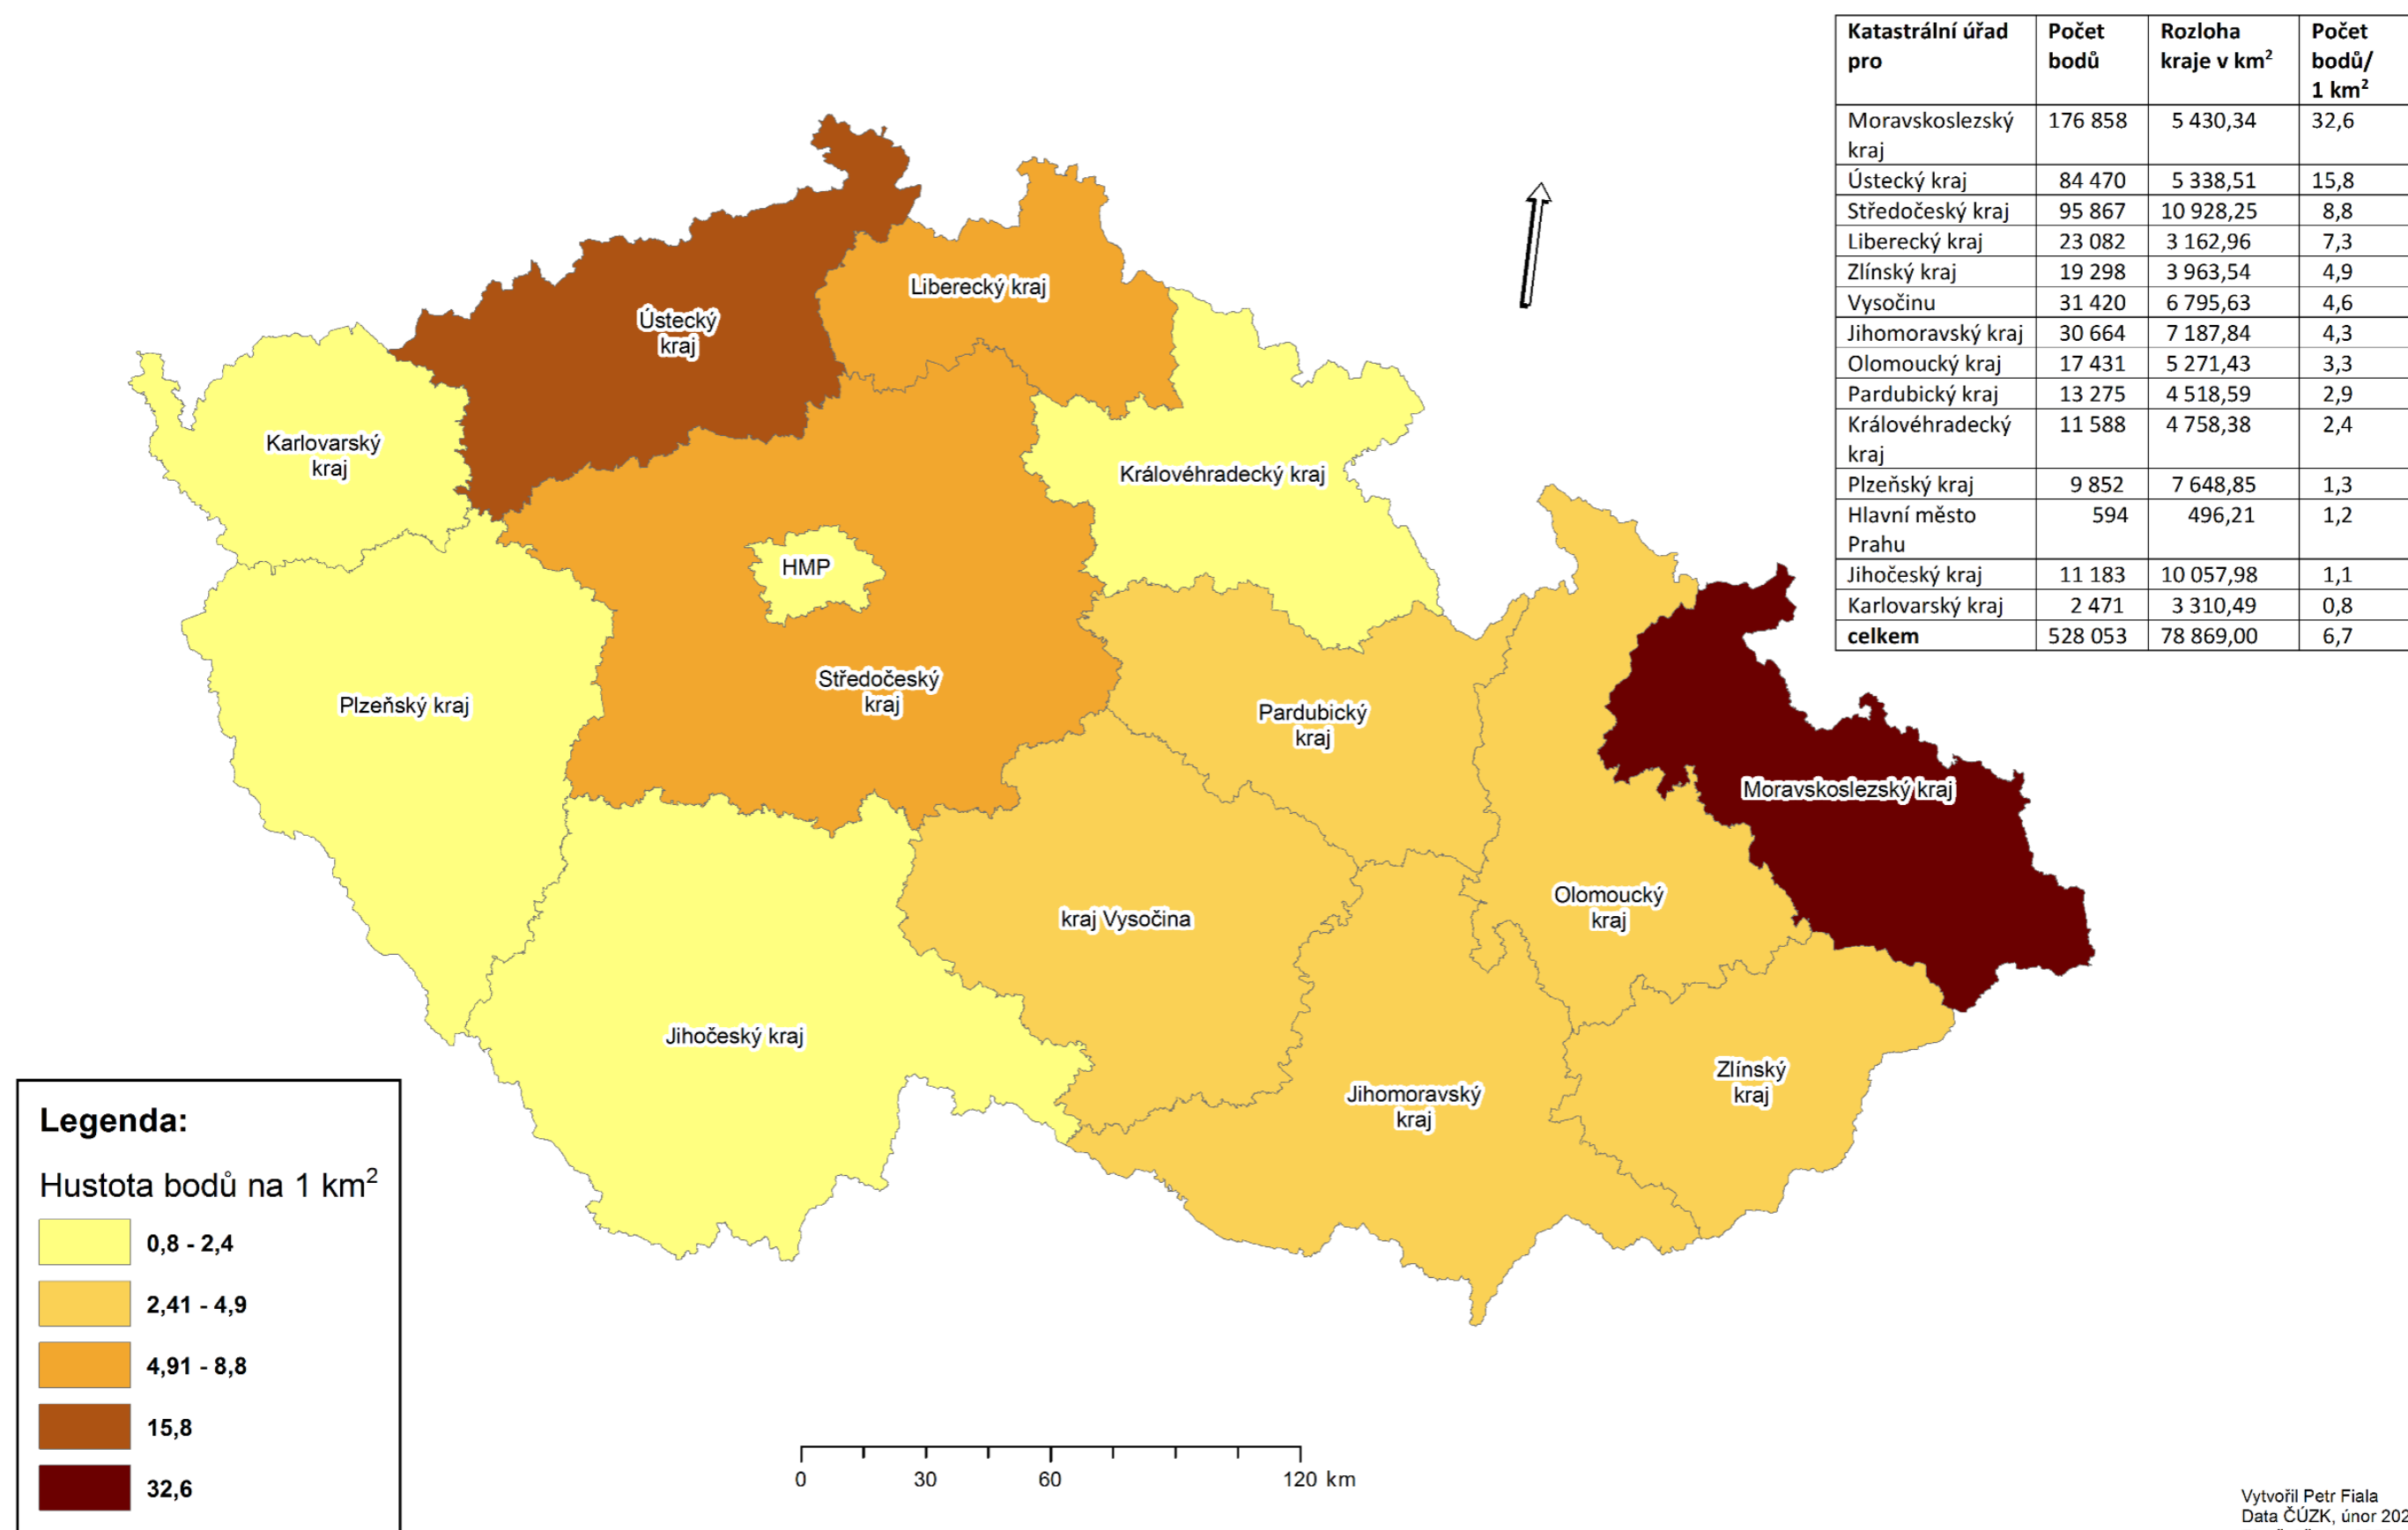 Katastrální úřad pro Počet bodů Rozloha kraje v km² Počet bodů/ 1 km²
Moravskoslezský kraj 176 858 5 430,34 32,6
Ústecký kraj 84 470 5 338,51 15,8
Středočeský kraj 95 867 10 928,25 8,8
Liberecký kraj 23 082 3 162,96 7,3
Zlínský kraj 19 298 3 963,54 4,9
Vysočinu 31 420 6 795,63 4,6
Jihomoravský kraj 30 664 7 187,84 4,3
Olomoucký kraj 17 431 5 271,43 3,3
Pardubický kraj 13 275 4 518,59 2,9
Královéhradecký kraj 11 588 4 758,38 2,4
Plzeňský kraj 9 852 7 648,85 1,3
Hlavní město Prahu 594 496,21 1,2
Jihočeský kraj 11 183 10 057,98 1,1
Karlovarský kraj 2 471 3 310,49 0,8
celkem 528 053 78 869,00 6,7
Liberecký kraj
Ústecký
kraj
Karlovarský
kraj
Královéhradecký kraj
HMP
Středočeský
kraj
Plzeňský kraj
Pardubický
kraj
Moravskoslezský kraj
Olomoucký
kraj
kraj Vysočina
Jihočeský kraj
Zlínský
kraj
Jihomoravský
kraj
Legenda:
Hustota bodů na 1 km²
0,8 - 2,4
2,41 - 4,9
4,91 - 8,8
15,8
32,6
0 30 60 120 km
Vytvořil Petr Fiala
Data ČÚZK, únor 202